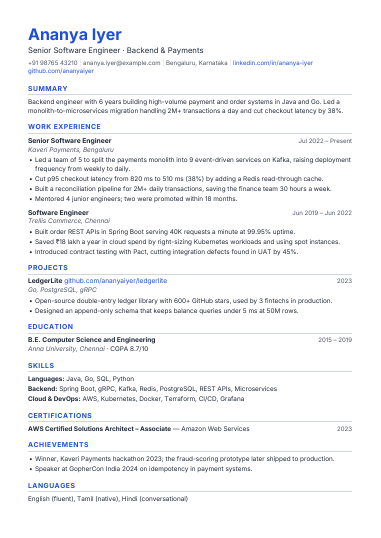 Ananya Iyer
Senior Software Engineer · Backend & Payments
+91 98765 43210 | ananya.iyer@example.com | Bengaluru, Karnataka | linkedin.com/in/ananya-iyer
github.com/ananyaiyer
SUMMARY
Backend engineer with 6 years building high-volume payment and order systems in Java and Go. Led a
monolith-to-microservices migration handling 2M+ transactions a day and cut checkout latency by 38%.
WORK EXPERIENCE
Senior Software Engineer Jul 2022 – Present
Kaveri Payments, Bengaluru
• Led a team of 5 to split the payments monolith into 9 event-driven services on Kafka, raising deployment
frequency from weekly to daily.
• Cut p95 checkout latency from 820 ms to 510 ms (38%) by adding a Redis read-through cache.
• Built a reconciliation pipeline for 2M+ daily transactions, saving the finance team 30 hours a week.
• Mentored 4 junior engineers; two were promoted within 18 months.
Software Engineer Jun 2019 – Jun 2022
Trellis Commerce, Chennai
• Built order REST APIs in Spring Boot serving 40K requests a minute at 99.95% uptime.
• Saved ₹18 lakh a year in cloud spend by right-sizing Kubernetes workloads and using spot instances.
• Introduced contract testing with Pact, cutting integration defects found in UAT by 45%.
PROJECTS
LedgerLite github.com/ananyaiyer/ledgerlite 2023
Go, PostgreSQL, gRPC
• Open-source double-entry ledger library with 600+ GitHub stars, used by 3 fintechs in production.
• Designed an append-only schema that keeps balance queries under 5 ms at 50M rows.
EDUCATION
B.E. Computer Science and Engineering 2015 – 2019
Anna University, Chennai · CGPA 8.7/10
SKILLS
Languages: Java, Go, SQL, Python
Backend: Spring Boot, gRPC, Kafka, Redis, PostgreSQL, REST APIs, Microservices
Cloud & DevOps: AWS, Kubernetes, Docker, Terraform, CI/CD, Grafana
CERTIFICATIONS
AWS Certified Solutions Architect – Associate — Amazon Web Services 2023
ACHIEVEMENTS
• Winner, Kaveri Payments hackathon 2023; the fraud-scoring prototype later shipped to production.
• Speaker at GopherCon India 2024 on idempotency in payment systems.
LANGUAGES
English (fluent), Tamil (native), Hindi (conversational)